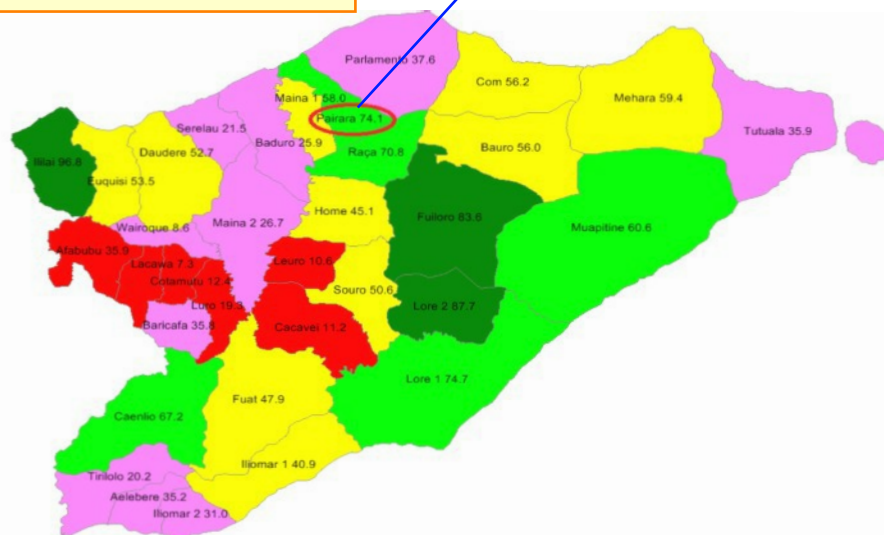 Parlamento 37.6
Com 56.2
Mehara 59.4
Maina 1 58.0
Pairara 74.1
Serelau 21.5
Tutuala 35.9
Baduro 25.9
Raça 70.8
Bauro 56.0
Daudere 52.7
Ililai 96.8
Euquisi 53.5
Home 45.1
Fuiloro 83.6
Maina 2 26.7
Wairoque 8.6
Muapitine 60.6
Afabubu 35.9
Lacawa 7.3
Leuro 10.6
Cotamutu 12.4
Souro 50.6
Luro 19.3
Lore 2 87.7
Baricafa 35.8
Cacavei 11.2
Lore 1 74.7
Fuat 47.9
Caenlio 67.2
Iliomar 1 40.9
Tirilolo 20.2
Aelebere 35.2
Iliomar 2 31.0